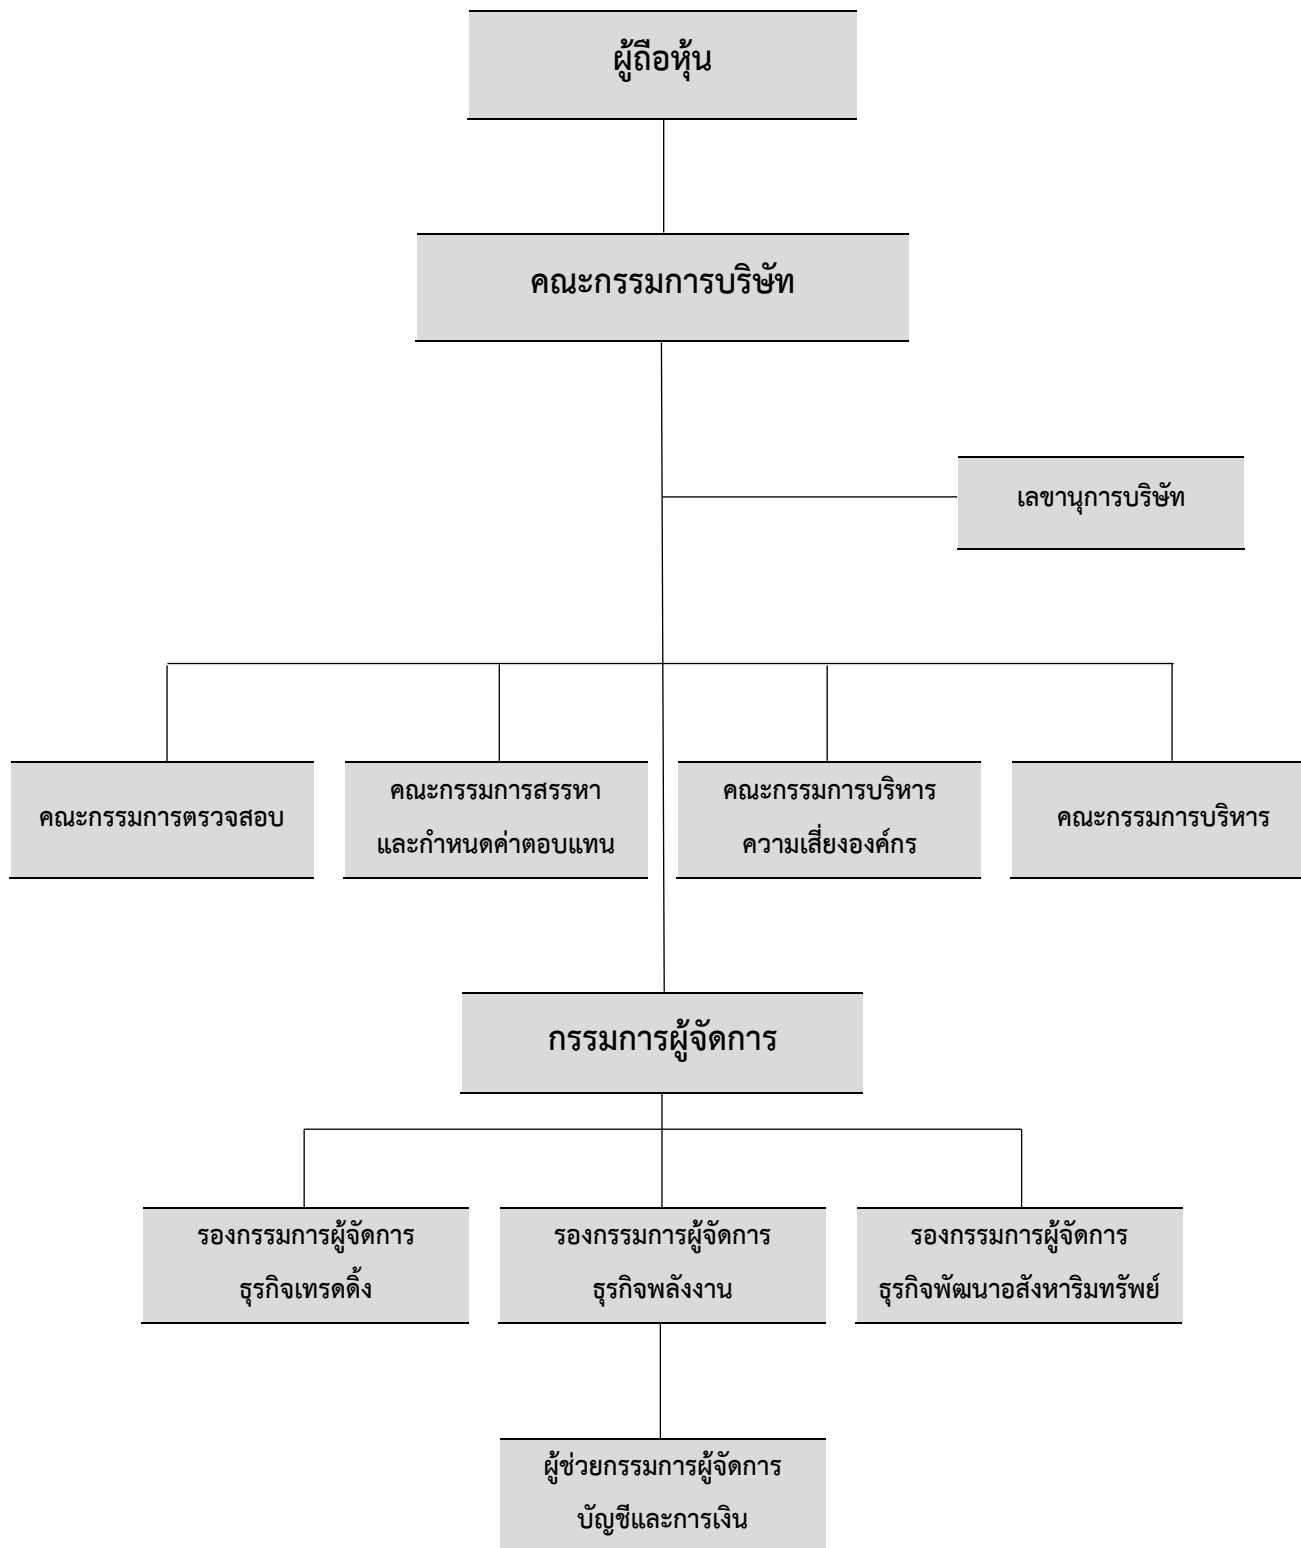 ผู้ถือหุ้น
คณะกรรมการบริษัท
เลขานุการบริษัท
คณะกรรมการตรวจสอบ
คณะกรรมการสรรหา
และกำหนดค่าตอบแทน
คณะกรรมการบริหาร
ความเสี่ยงองค์กร
คณะกรรมการบริหาร
กรรมการผู้จัดการ
รองกรรมการผู้จัดการ
ธุรกิจเทรดดิ้ง
รองกรรมการผู้จัดการ
ธุรกิจพลังงาน
รองกรรมการผู้จัดการ
ธุรกิจพัฒนาอสังหาริมทรัพย์
ผู้ช่วยกรรมการผู้จัดการ
บัญชีและการเงิน